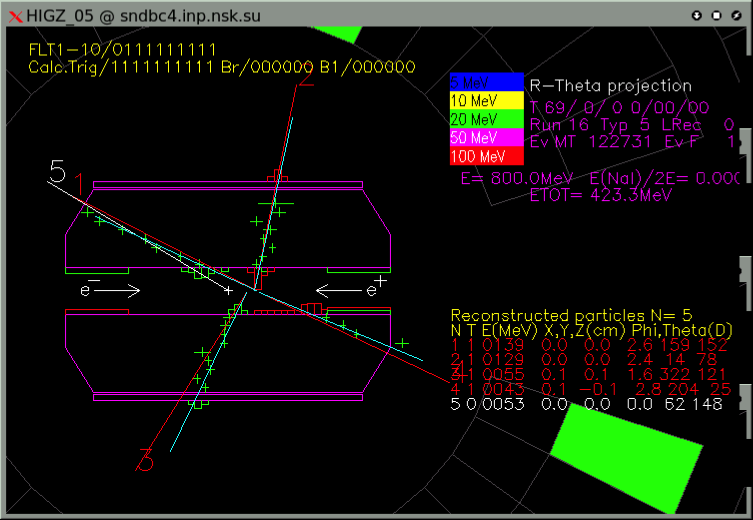 HIGZ_05 @ sndbc4.inp.nsk.su
FLT1-10/0111111111
Calc.Trig/1111111111 Br/000000 B1/000000
5 MeV
10 MeV
20 MeV
50 MeV
100 MeV
R-Theta projection
T 69/ 0/ 0 0/00/00
Run 16 Typ 5 LRec 0
Ev MT 122731 Ev F 1
E= 800.0MeV E(NaI)/2E= 0.000
ETOT= 423.3MeV
2
5
1
e- e+
3
Reconstructed particles N= 5
N T E(MeV) X,Y,Z(cm) Phi,Theta(D)
1 1 0139 0.0 0.0 2.6 159 152
2 1 0129 0.0 0.0 2.4 14 78
3 1 0055 0.1 0.1 1.6 322 121
4 1 0043 0.1 -0.1 2.8 204 25
5 0 0053 0.0 0.0 0.0 62 148